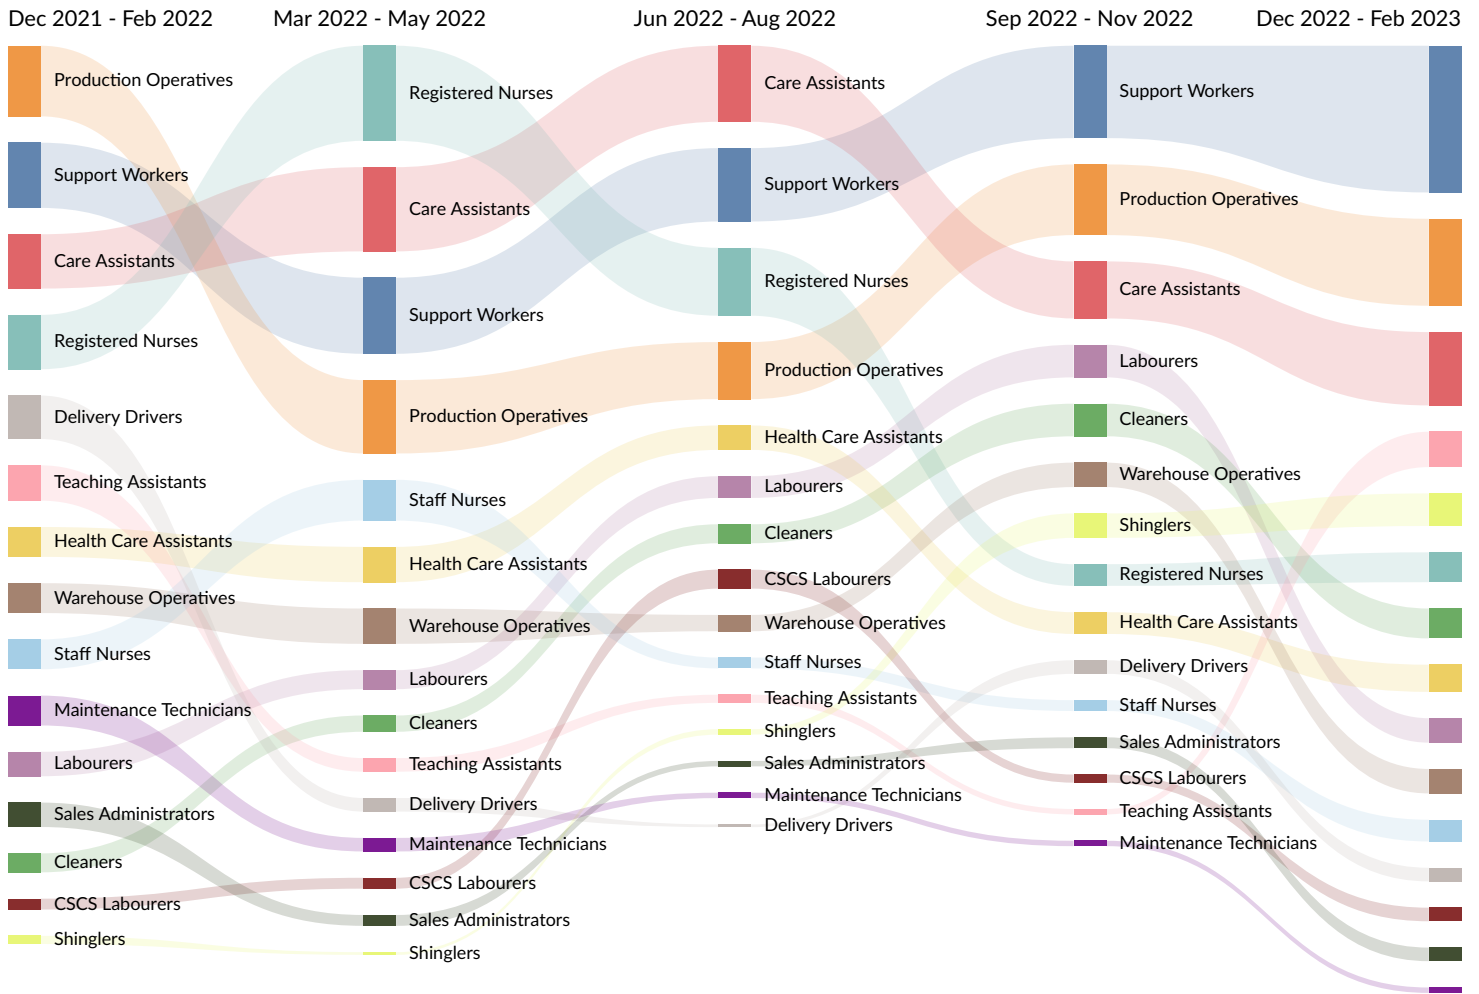 Dec 2021 - Feb 2022
Mar 2022 - May 2022
Jun 2022 - Aug 2022
Sep 2022 - Nov 2022
Dec 2022 - Feb 2023
Production Operatives
Support Workers
Care Assistants
Registered Nurses
Delivery Drivers
Teaching Assistants
Health Care Assistants
Warehouse Operatives
Staff Nurses
Maintenance Technicians
Labourers
Sales Administrators
Cleaners
CSCS Labourers
Shinglers
Registered Nurses
Care Assistants
Support Workers
Production Operatives
Staff Nurses
Health Care Assistants
Warehouse Operatives
Labourers
Cleaners
Teaching Assistants
Delivery Drivers
Maintenance Technicians
CSCS Labourers
Sales Administrators
Shinglers
Care Assistants
Support Workers
Registered Nurses
Production Operatives
Health Care Assistants
Labourers
Cleaners
CSCS Labourers
Warehouse Operatives
Staff Nurses
Teaching Assistants
Shinglers
Sales Administrators
Maintenance Technicians
Delivery Drivers
Support Workers
Production Operatives
Care Assistants
Labourers
Cleaners
Warehouse Operatives
Shinglers
Registered Nurses
Health Care Assistants
Delivery Drivers
Staff Nurses
Sales Administrators
CSCS Labourers
Teaching Assistants
Maintenance Technicians